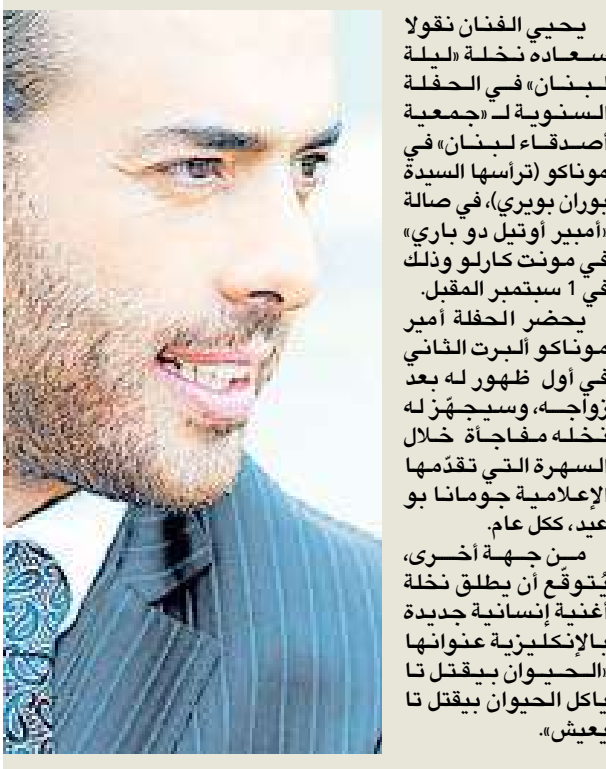 يحيي الفنان نقولا
سعاده نخلة «ليلة
لبنان» في الحفلة
السنوية لـ «جمعية
أصدقاء لبنان» في
موناكو (ترأسها السيدة
بوران بويري)، في صالة
«أمبير أوتيل دو باري»
في مونت كارلو وذلك
في 1 سبتمبر المقبل.
يحضر الحفلة أمير
موناكو ألبرت الثاني
في أول ظهور له بعد
زواجه، وسيجهّز له
نخله مفاجأة خلال
السهرة التي تقدّمها
الإعلامية جومانا بو
عيد، ككل عام.
من جهة أخرى،
يُتوقّع أن يطلق نخلة
أغنية إنسانية جديدة
بالإنكليزية عنوانها
«الحيوان بيقتل تا
ياكل الحيوان بيقتل تا
يعيش».